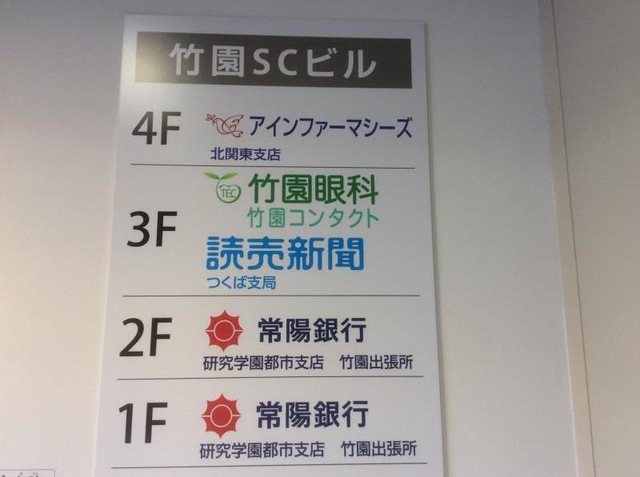 竹園SCビル
4F アインファーマシーズ
北関東支店
3F TEC 竹園眼科
竹園コンタクト
読売新聞
つくば支局
2F 常陽銀行
研究学園都市支店 竹園出張所
1F 常陽銀行
研究学園都市支店 竹園出張所